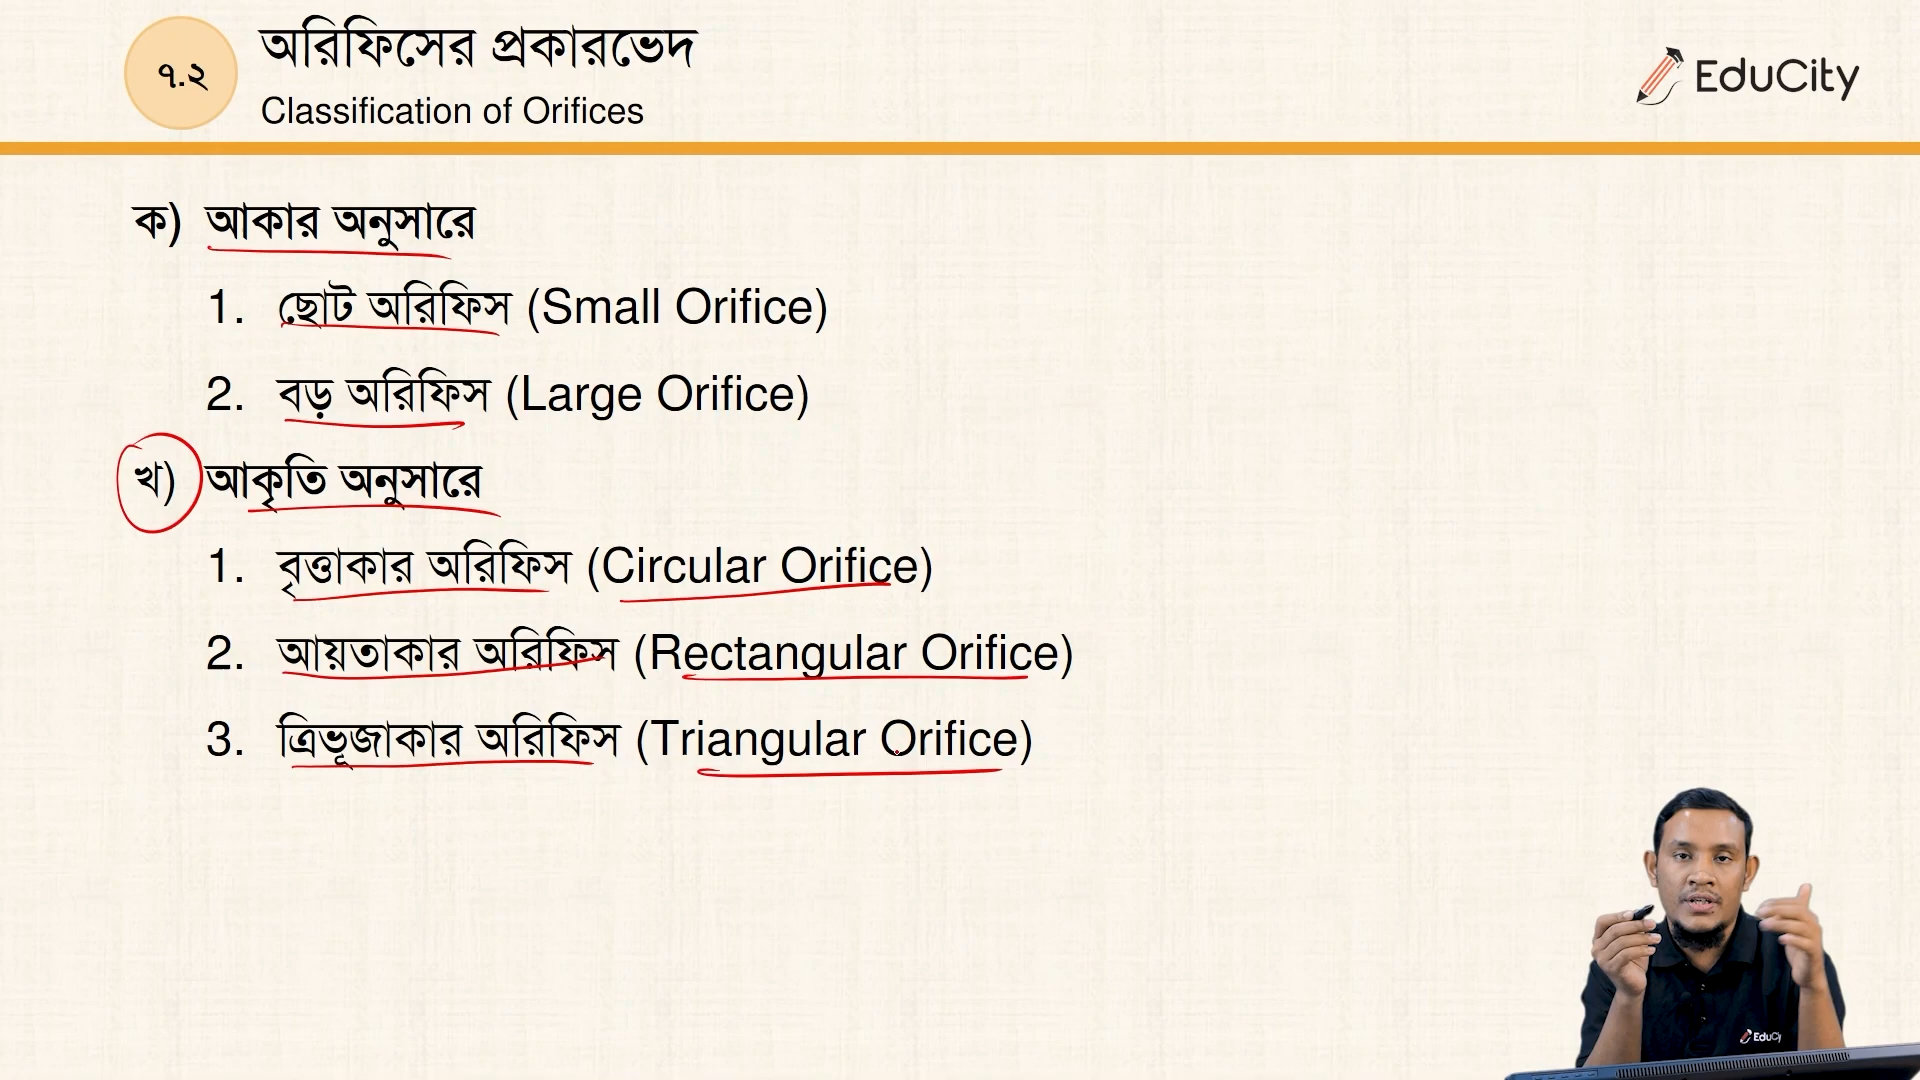 ৭.২
অরিফিসের প্রকারভেদ
Classification of Orifices
EduCity
ক) আকার অনুসারে
1. ছোট অরিফিস (Small Orifice)
2. বড় অরিফিস (Large Orifice)
খ) আকৃতি অনুসারে
1. বৃত্তাকার অরিফিস (Circular Orifice)
2. আয়তাকার অরিফিস (Rectangular Orifice)
3. ত্রিভূজাকার অরিফিস (Triangular Orifice)
EduCity